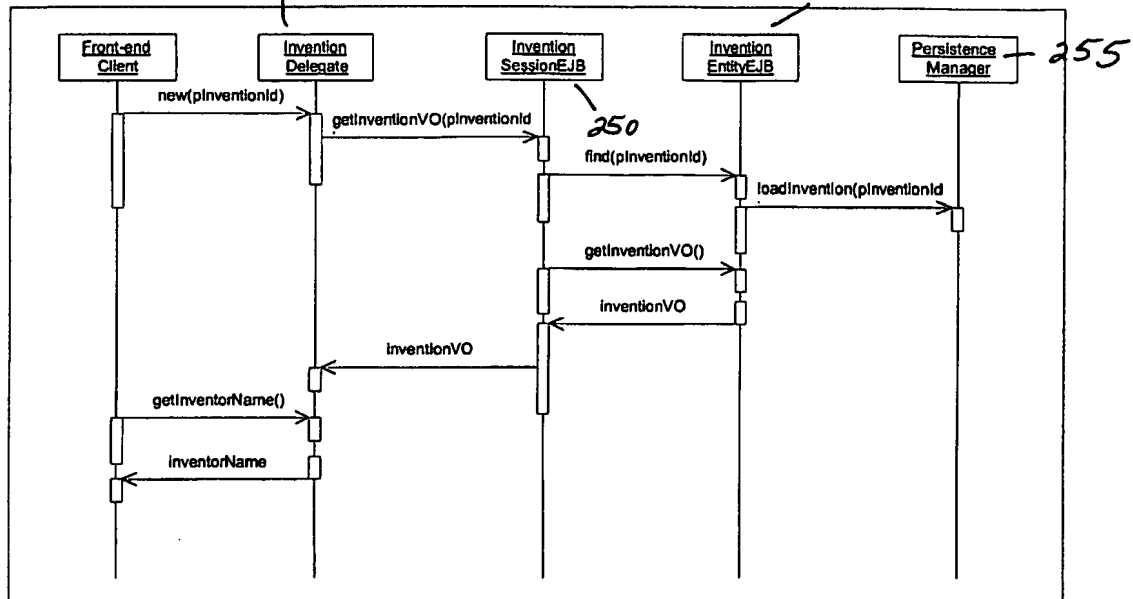 Front-end
Client
Invention
Delegate
Invention
SessionEJB
Invention
EntityEJB
Persistence
Manager
255
250
new(pInventionId)
getInventionVO(pInventionId
find(pInventionId)
loadInvention(pInventionId
getInventionVO()
inventionVO
inventionVO
getInventorName()
inventorName